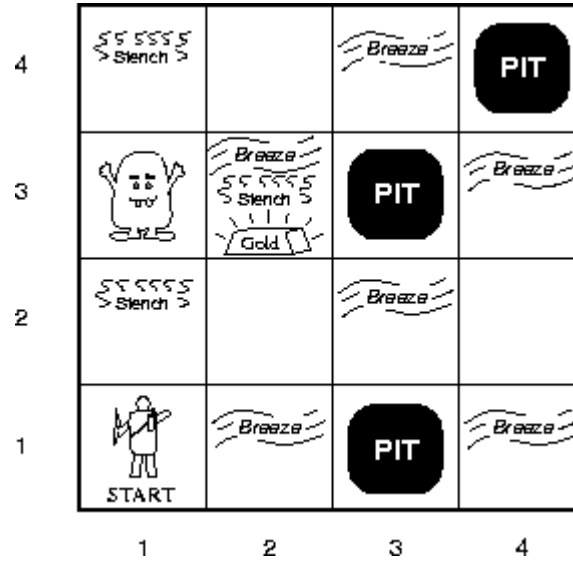 4
Stench
Breeze
PIT
3
Breeze
Stench
Gold
PIT
Breeze
2
Stench
Breeze
1
START
Breeze
PIT
Breeze
1 2 3 4